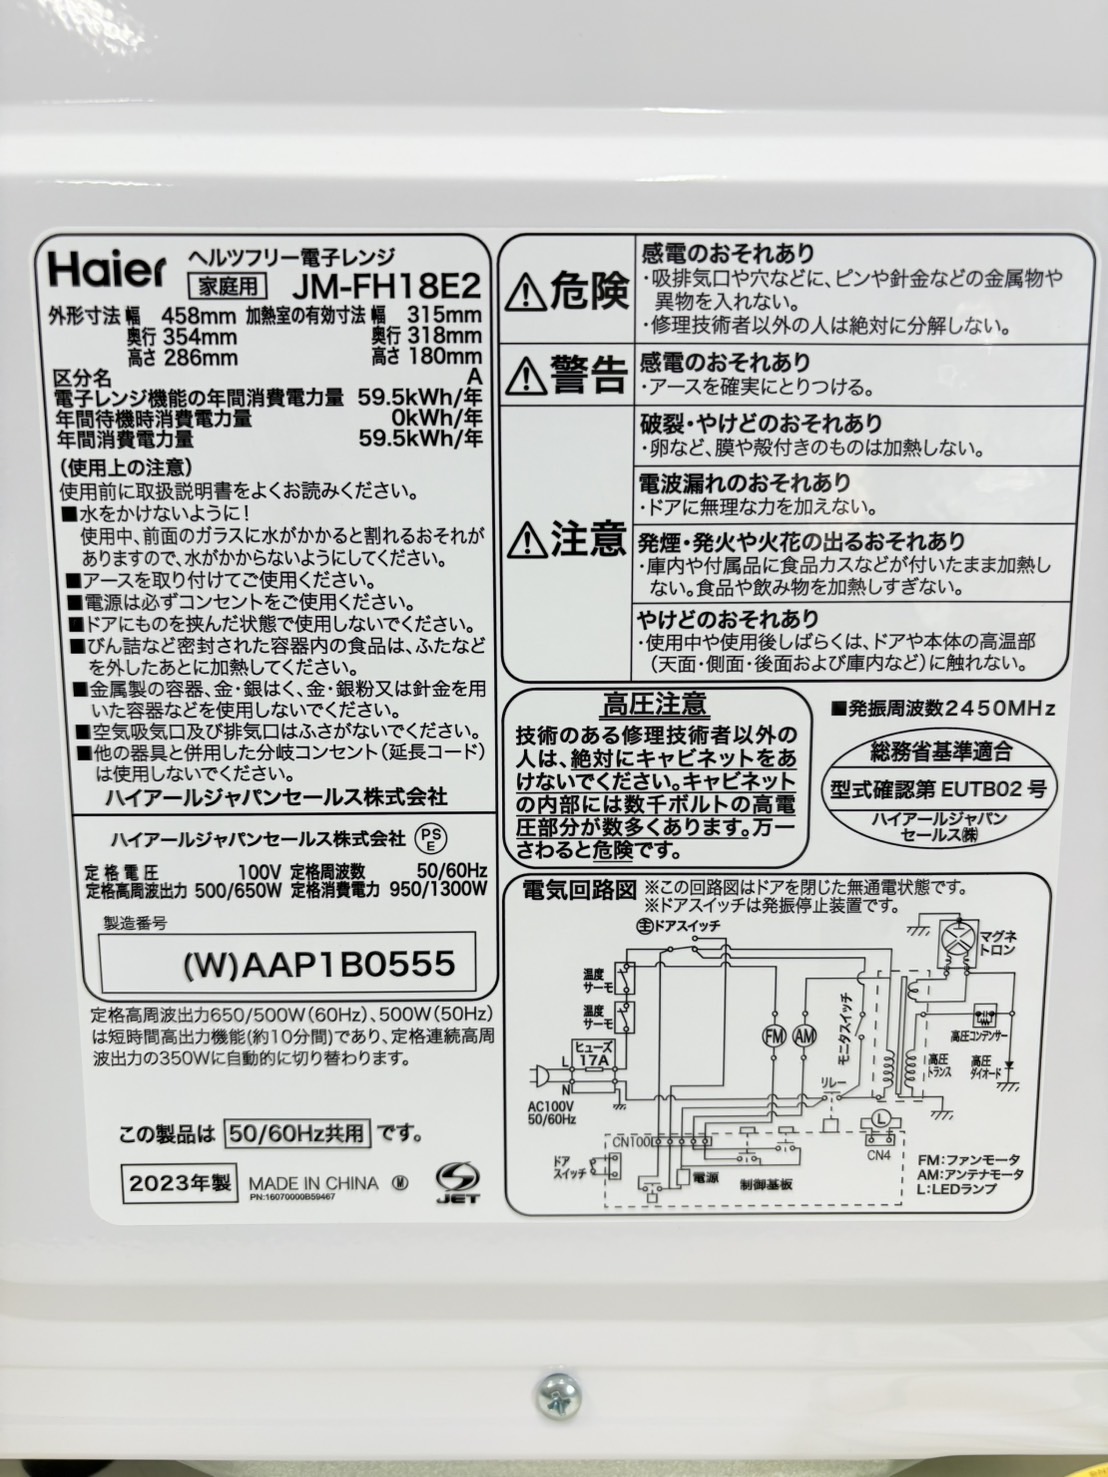 Haier ヘルツフリー電子レンジ
家庭用 JM-FH18E2
外形寸法 幅 458mm 加熱室の有効寸法 幅 315mm
奥行 354mm 奥行 318mm
高さ 286mm 高さ 180mm
区分名 A
電子レンジ機能の年間消費電力量 59.5kWh/年
年間待機時消費電力量 0kWh/年
年間消費電力量 59.5kWh/年
(使用上の注意)
使用前に取扱説明書をよくお読みください。
■水をかけないように!
使用中、前面のガラスに水がかかると割れるおそれが
ありますので、水がかからないようにしてください。
■アースを取り付けてご使用ください。
■電源は必ずコンセントをご使用ください。
■ドアにものを挟んだ状態で使用しないでください。
■びん詰など密封された容器内の食品は、ふたなど
を外したあとに加熱してください。
■金属製の容器、金・銀はく、金・銀粉又は針金を用
いた容器などを使用しないでください。
■空気吸気口及び排気口はふさがないでください。
■他の器具と併用した分岐コンセント(延長コード)
は使用しないでください。
ハイアールジャパンセールス株式会社
ハイアールジャパンセールス株式会社 PSE
定格電圧 100V 定格周波数 50/60Hz
定格高周波出力 500/650W 定格消費電力 950/1300W
製造番号
(W)AAP1B0555
定格高周波出力650/500W(60Hz)、500W(50Hz)
は短時間高出力機能(約10分間)であり、定格連続高周
波出力の350Wに自動的に切り替わります。
この製品は 50/60Hz共用 です。
2023年製 MADE IN CHINA Ⓜ JET
PN:16070000B59467
⚠危険
感電のおそれあり
・吸排気口や穴などに、ピンや針金などの金属物や
異物を入れない。
・修理技術者以外の人は絶対に分解しない。
⚠警告
感電のおそれあり
・アースを確実にとりつける。
⚠注意
破裂・やけどのおそれあり
・卵など、膜や殻付きのものは加熱しない。
電波漏れのおそれあり
・ドアに無理な力を加えない。
発煙・発火や火花の出るおそれあり
・庫内や付属品に食品カスなどが付いたまま加熱し
ない。食品や飲み物を加熱しすぎない。
やけどのおそれあり
・使用中や使用後しばらくは、ドアや本体の高温部
(天面・側面・後面および庫内など)に触れない。
高圧注意
技術のある修理技術者以外の
人は、絶対にキャビネットをあ
けないでください。キャビネット
の内部には数千ボルトの高電
圧部分が数多くあります。万一
さわると危険です。
■発振周波数2450MHz
総務省基準適合
型式確認第 EUTB02 号
ハイアールジャパン
セールス㈱
電気回路図 ※この回路図はドアを閉じた無通電状態です。
※ドアスイッチは発振停止装置です。
主ドアスイッチ
マグネ
トロン
温度
サーモ
温度
サーモ
モニタスイッチ
FM AM
高圧コンデンサー
ヒューズ
17A
L
N
高圧
トランス
高圧
ダイオード
リレー
AC100V
50/60Hz
L
CN100
CN4
ドア
スイッチ
電源
制御基板
FM:ファンモータ
AM:アンテナモータ
L:LEDランプ